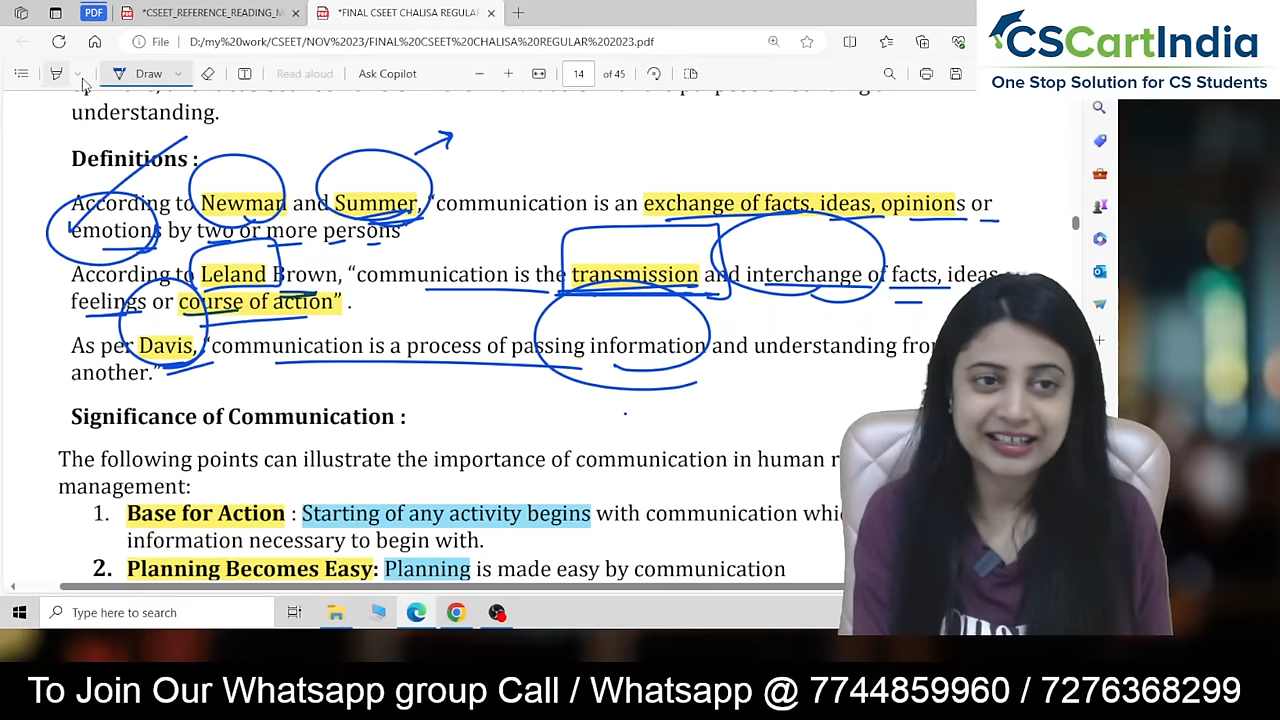 *CSEET_REFERENCE_READING_M
*FINAL CSEET CHALISA REGULAR
PDF
File D:/my%20work/CSEET/NOV%2023/FINAL%20CSEET%20CHALISA%20REGULAR%202023.pdf
Draw
Read aloud
Ask Copilot
14 of 45
CSCartIndia
One Stop Solution for CS Students
understanding.
Definitions :
According to Newman and Summer, “communication is an exchange of facts, ideas, opinions or
emotions by two or more persons”
According to Leland Brown, “communication is the transmission and interchange of facts, ideas
feelings or course of action” .
As per Davis, “communication is a process of passing information and understanding fro
another.”
Significance of Communication :
The following points can illustrate the importance of communication in human r
management:
1. Base for Action : Starting of any activity begins with communication whi
information necessary to begin with.
2. Planning Becomes Easy: Planning is made easy by communication
Type here to search
To Join Our Whatsapp group Call / Whatsapp @ 7744859960 / 7276368299